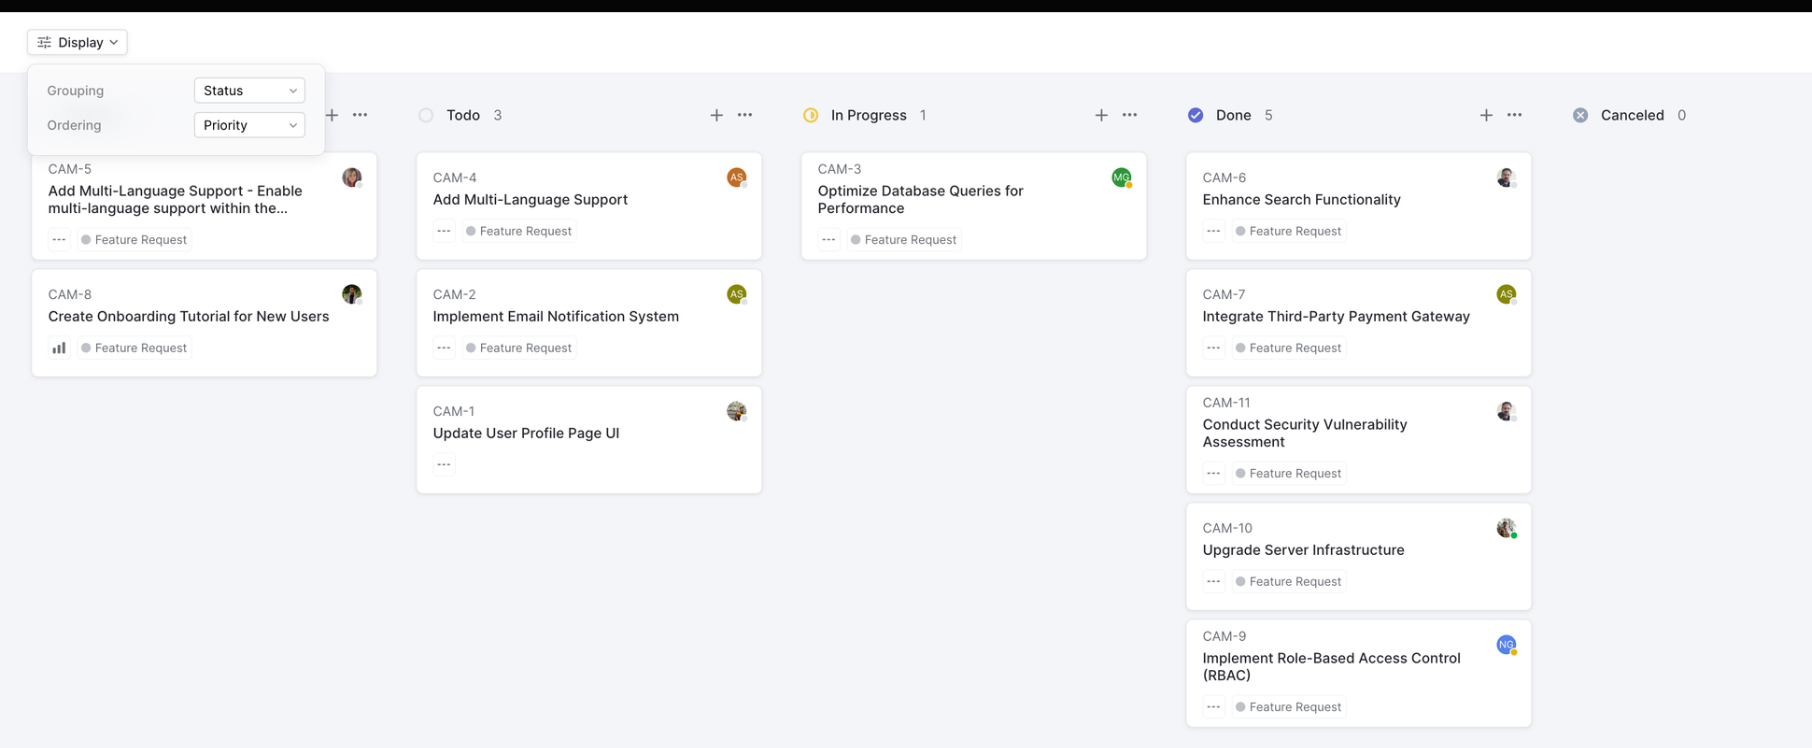 Display
Grouping
Status
Ordering
Priority
CAM-5
Add Multi-Language Support - Enable
multi-language support within the...
Feature Request
CAM-8
Create Onboarding Tutorial for New Users
Feature Request
Todo 3
CAM-4
AS
Add Multi-Language Support
Feature Request
CAM-2
AS
Implement Email Notification System
Feature Request
CAM-1
Update User Profile Page UI
In Progress 1
CAM-3
MG
Optimize Database Queries for
Performance
Feature Request
Done 5
CAM-6
Enhance Search Functionality
Feature Request
CAM-7
AS
Integrate Third-Party Payment Gateway
Feature Request
CAM-11
Conduct Security Vulnerability
Assessment
Feature Request
CAM-10
Upgrade Server Infrastructure
Feature Request
CAM-9
NG
Implement Role-Based Access Control
(RBAC)
Feature Request
Canceled 0